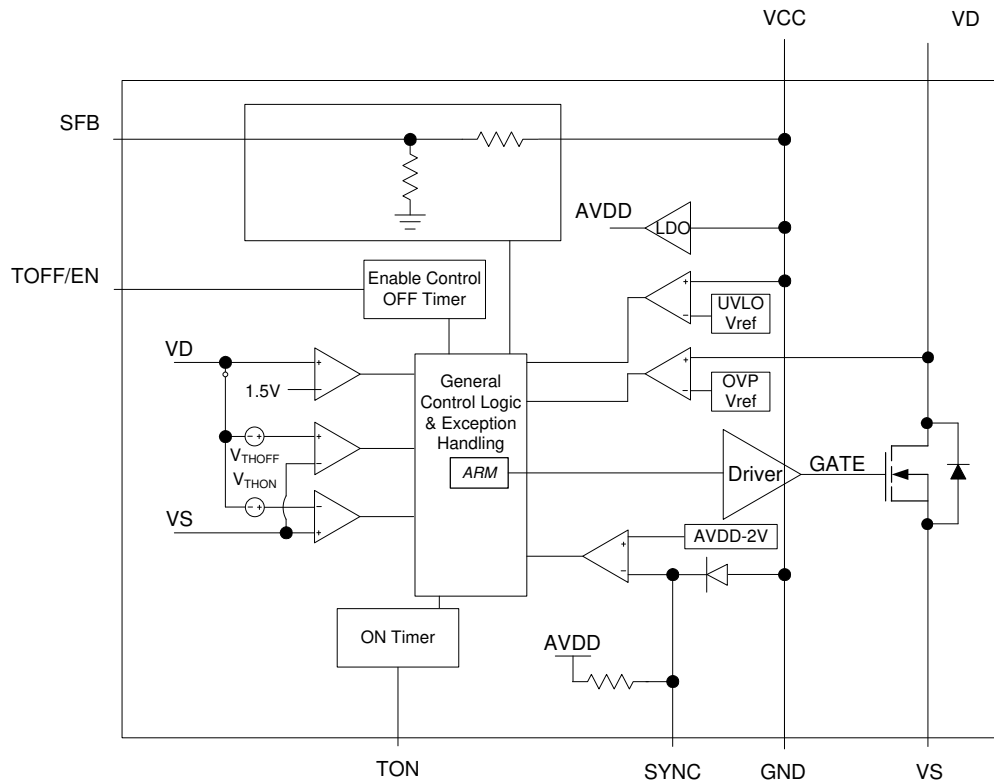 VCC
VD
SFB
AVDD
LDO
TOFF/EN
Enable Control
OFF Timer
+
−
UVLO
Vref
VD
+
−
1.5V
General
Control Logic
& Exception
Handling
+
−
OVP
Vref
- +
+
−
VTHOFF
VTHON
ARM
Driver
GATE
- +
−
+
VS
AVDD-2V
+
−
ON Timer
AVDD
TON
SYNC
GND
VS